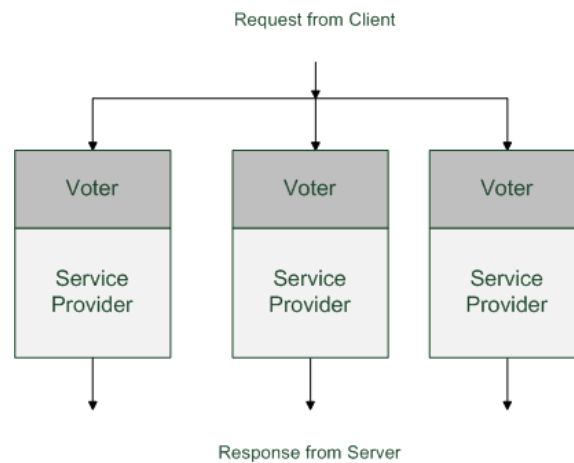 Request from Client
Voter
Voter
Voter
Service
Provider
Service
Provider
Service
Provider
Response from Server